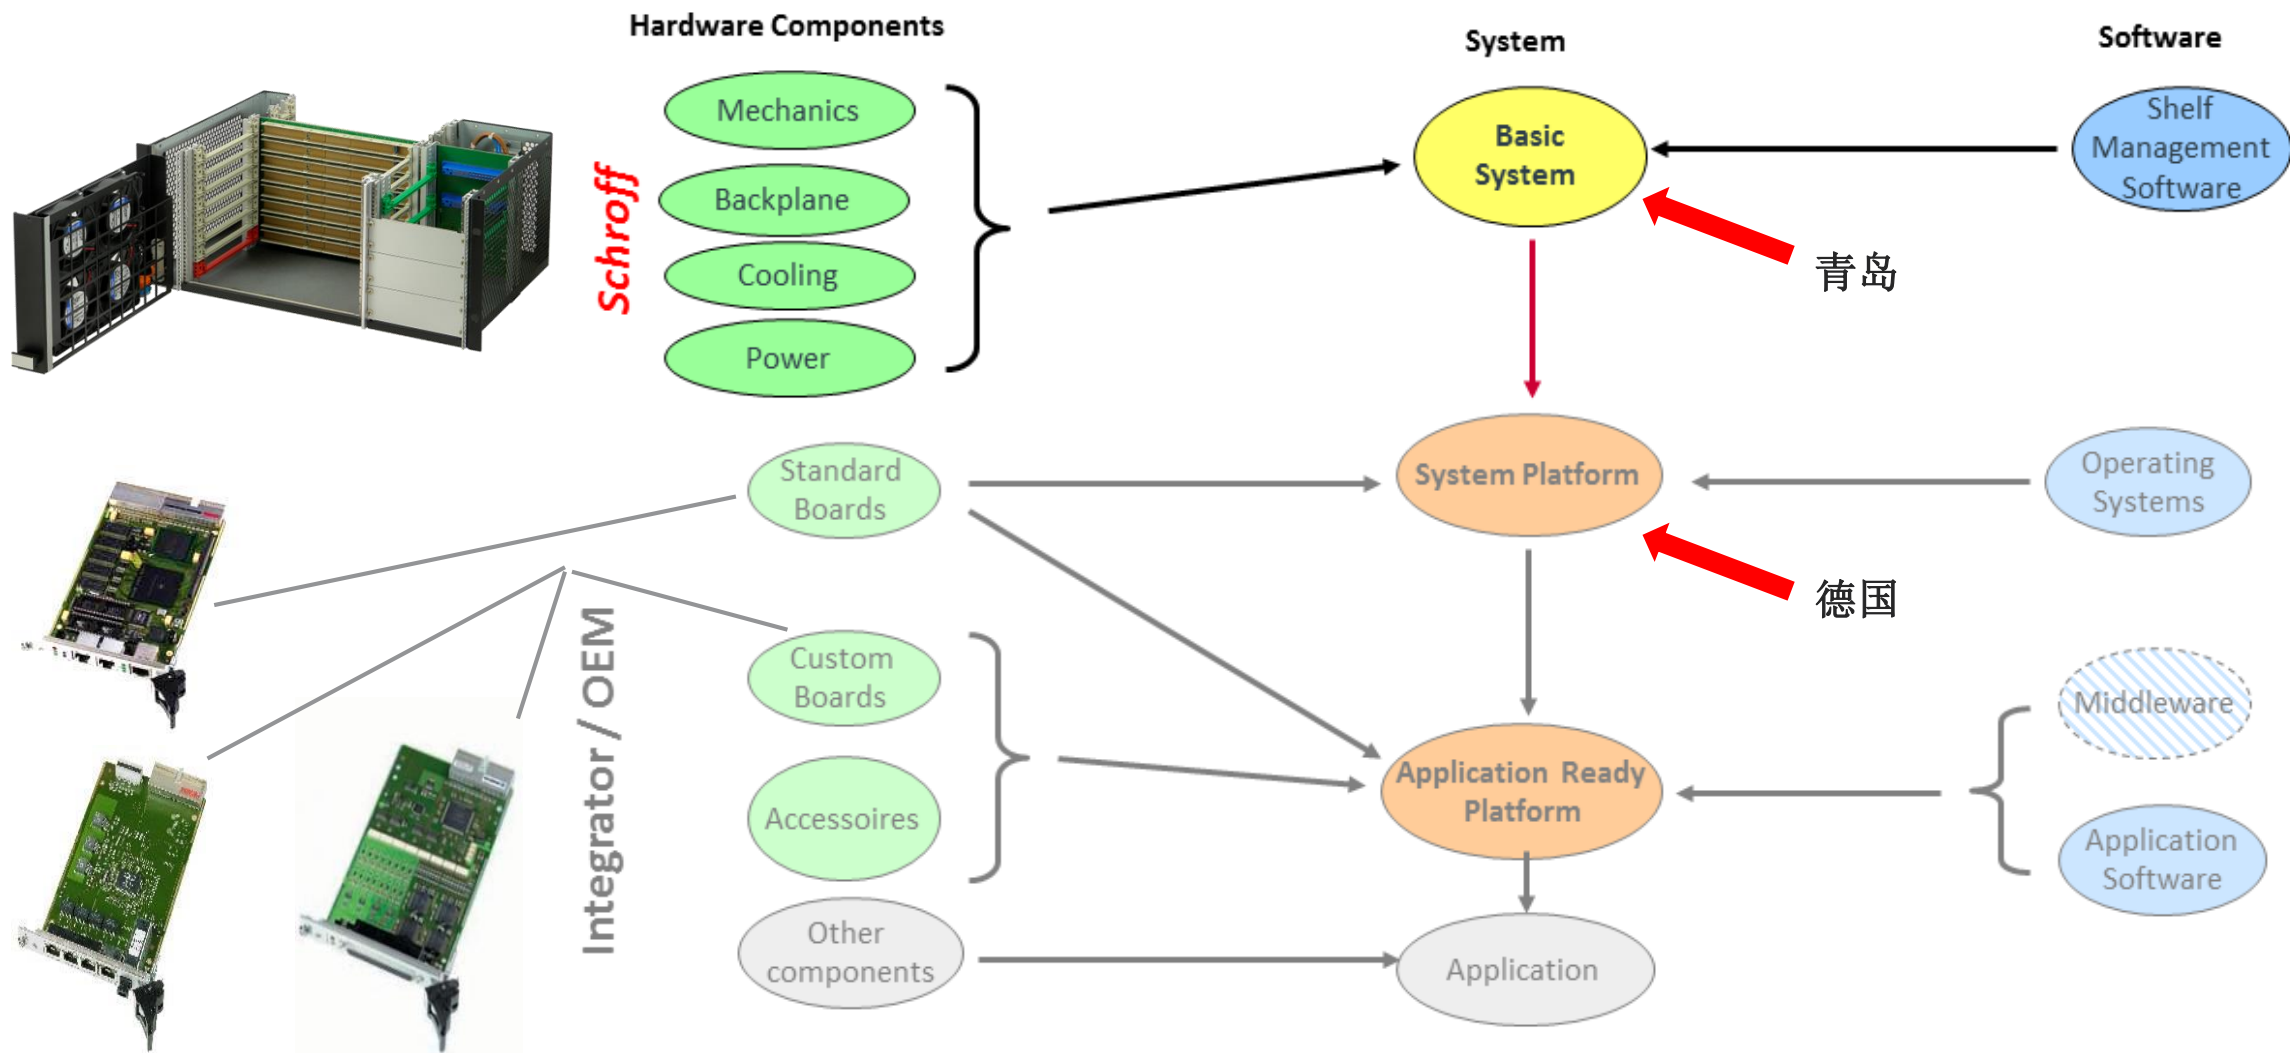 Hardware Components
System
Software
Schroff
Mechanics
Backplane
Cooling
Power
Basic
System
Shelf
Management
Software
青岛
Standard
Boards
System Platform
Operating
Systems
德国
Integrator / OEM
Custom
Boards
Accessoires
Application Ready
Platform
Middleware
Application
Software
Other
components
Application